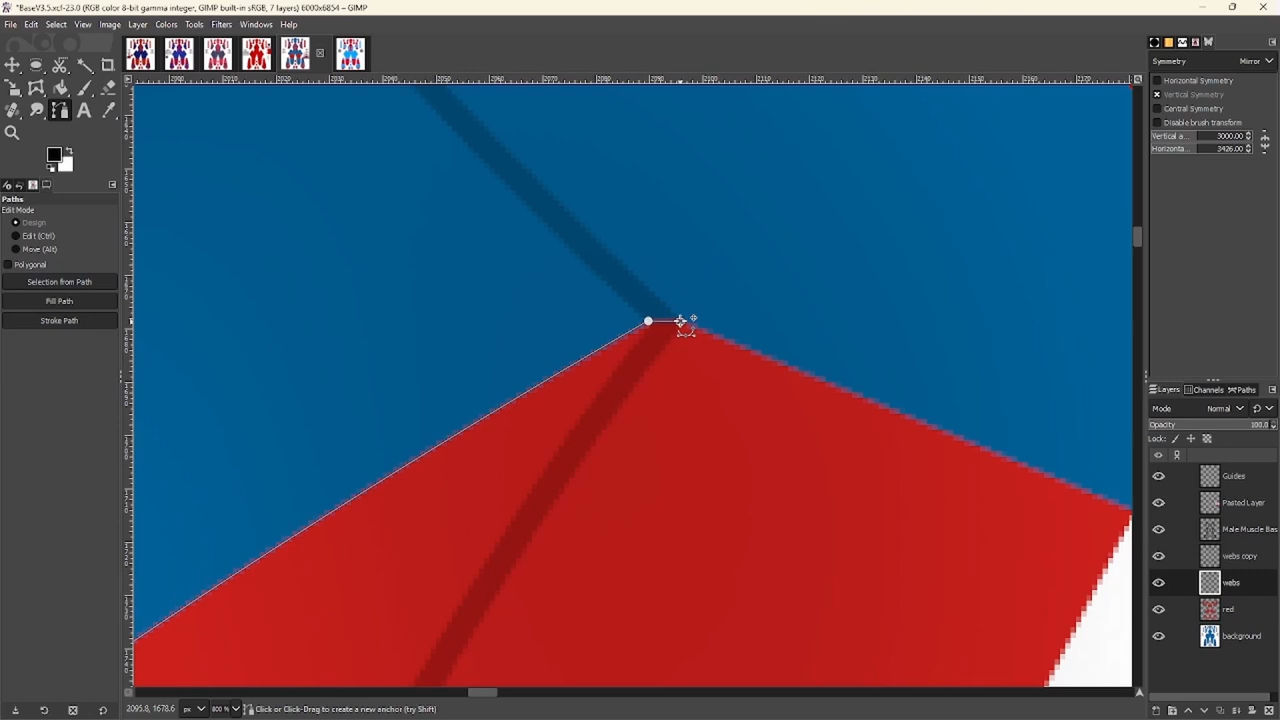 *BaseV3.5.xcf-23.0 (RGB color 8-bit gamma integer, GIMP built-in sRGB, 7 layers) 6000x6854 – GIMP
File Edit Select View Image Layer Colors Tools Filters Windows Help
Symmetry Mirror
Horizontal Symmetry
Vertical Symmetry
Central Symmetry
Disable brush transform
Vertical a... 3000.00
Horizonta... 3426.00
Paths
Edit Mode
Design
Edit (Ctrl)
Move (Alt)
Polygonal
Selection from Path
Fill Path
Stroke Path
Layers Channels Paths
Mode Normal
Opacity 100.0
Lock:
Guides
Pasted Layer
Male Muscle Bas
webs copy
webs
red
background
2095.8, 1678.6 px 800 % Click or Click-Drag to create a new anchor (try Shift)